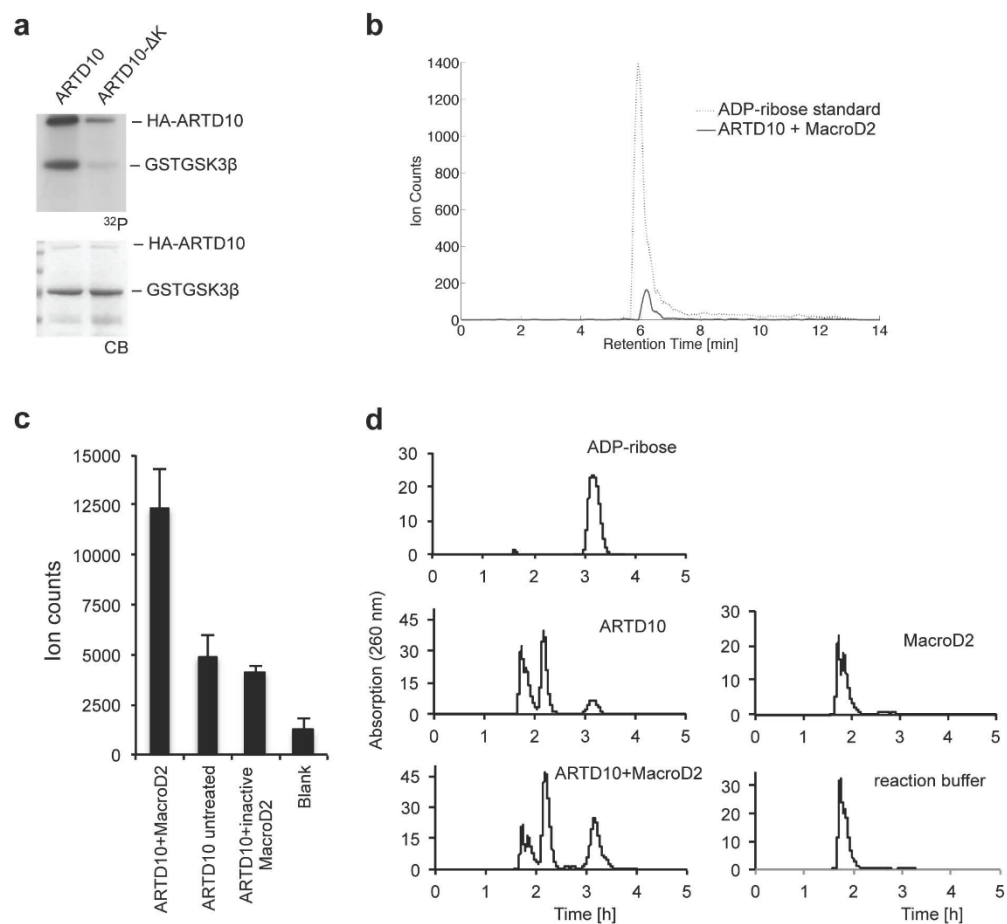 a
ARTD10
ARTD10-ΔK
HA-ARTD10
GSTGSK3β
32P
HA-ARTD10
GSTGSK3β
CB
b
1400
1200
1000
800
600
400
200
0
Ion Counts
ADP-ribose standard
ARTD10 + MacroD2
0 2 4 6 8 10 12 14
Retention Time [min]
c
15000
12500
10000
7500
5000
2500
0
Ion counts
ARTD10+MacroD2
ARTD10 untreated
ARTD10+inactive
MacroD2
Blank
d
Absorption (260 nm)
ADP-ribose
30
20
10
0
0 1 2 3 4 5
ARTD10
45
30
15
0
0 1 2 3 4 5
MacroD2
30
20
10
0
0 1 2 3 4 5
ARTD10+MacroD2
45
30
15
0
0 1 2 3 4 5
Time [h]
reaction buffer
30
20
10
0
0 1 2 3 4 5
Time [h]